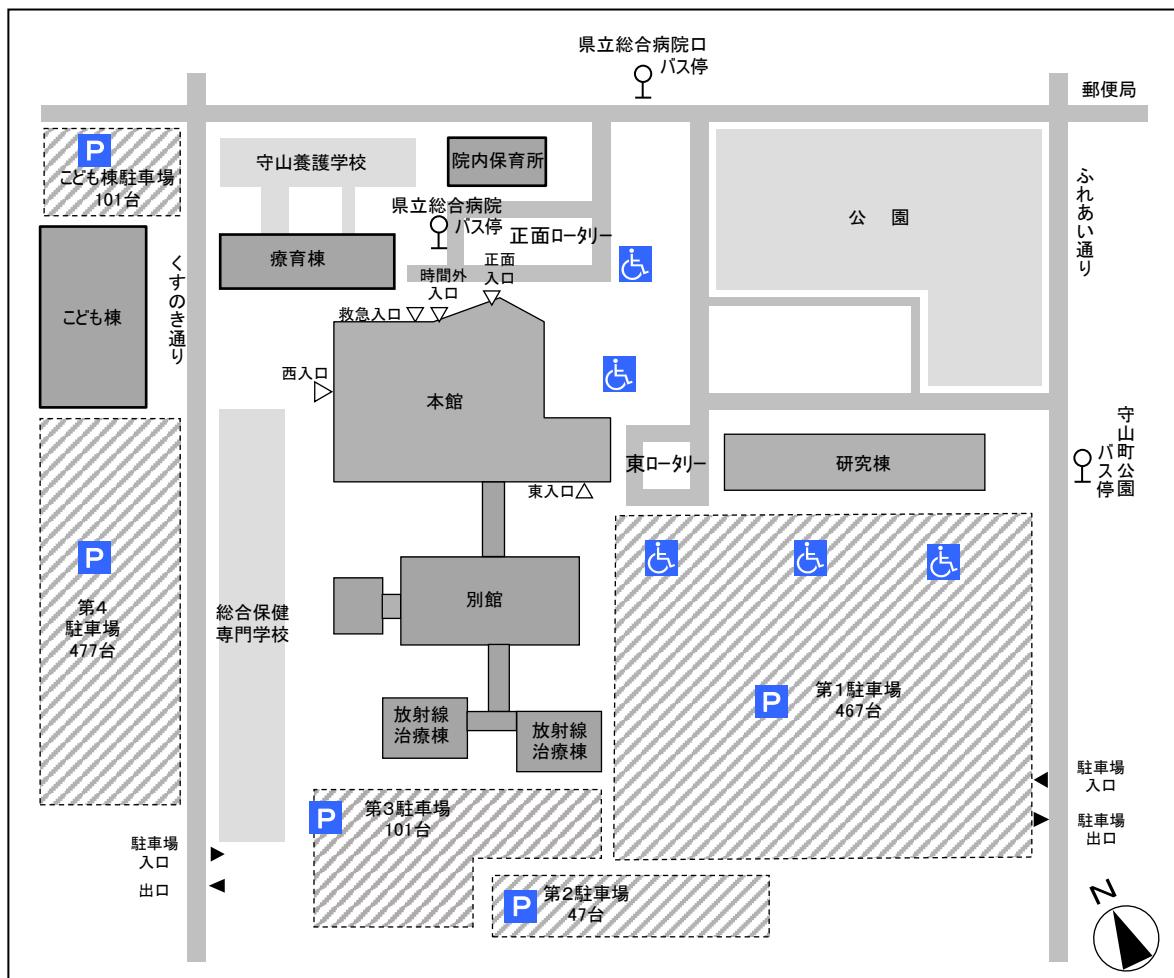 県立総合病院口
バス停
郵便局
P
こども棟駐車場
101台
守山養護学校
院内保育所
ふれあい通り
公 園
県立総合病院
バス停
正面ロータリー
療育棟
くすのき通り
こども棟
時間外
入口
正面
入口
救急入口
西入口
本館
守山町公園
バス停
東ロータリー
研究棟
東入口
P
第4
駐車場
477台
別館
総合保健
専門学校
P
第1駐車場
467台
放射線
治療棟
放射線
治療棟
駐車場
入口
駐車場
出口
P
第3駐車場
101台
駐車場
入口
出口
P
第2駐車場
47台
N